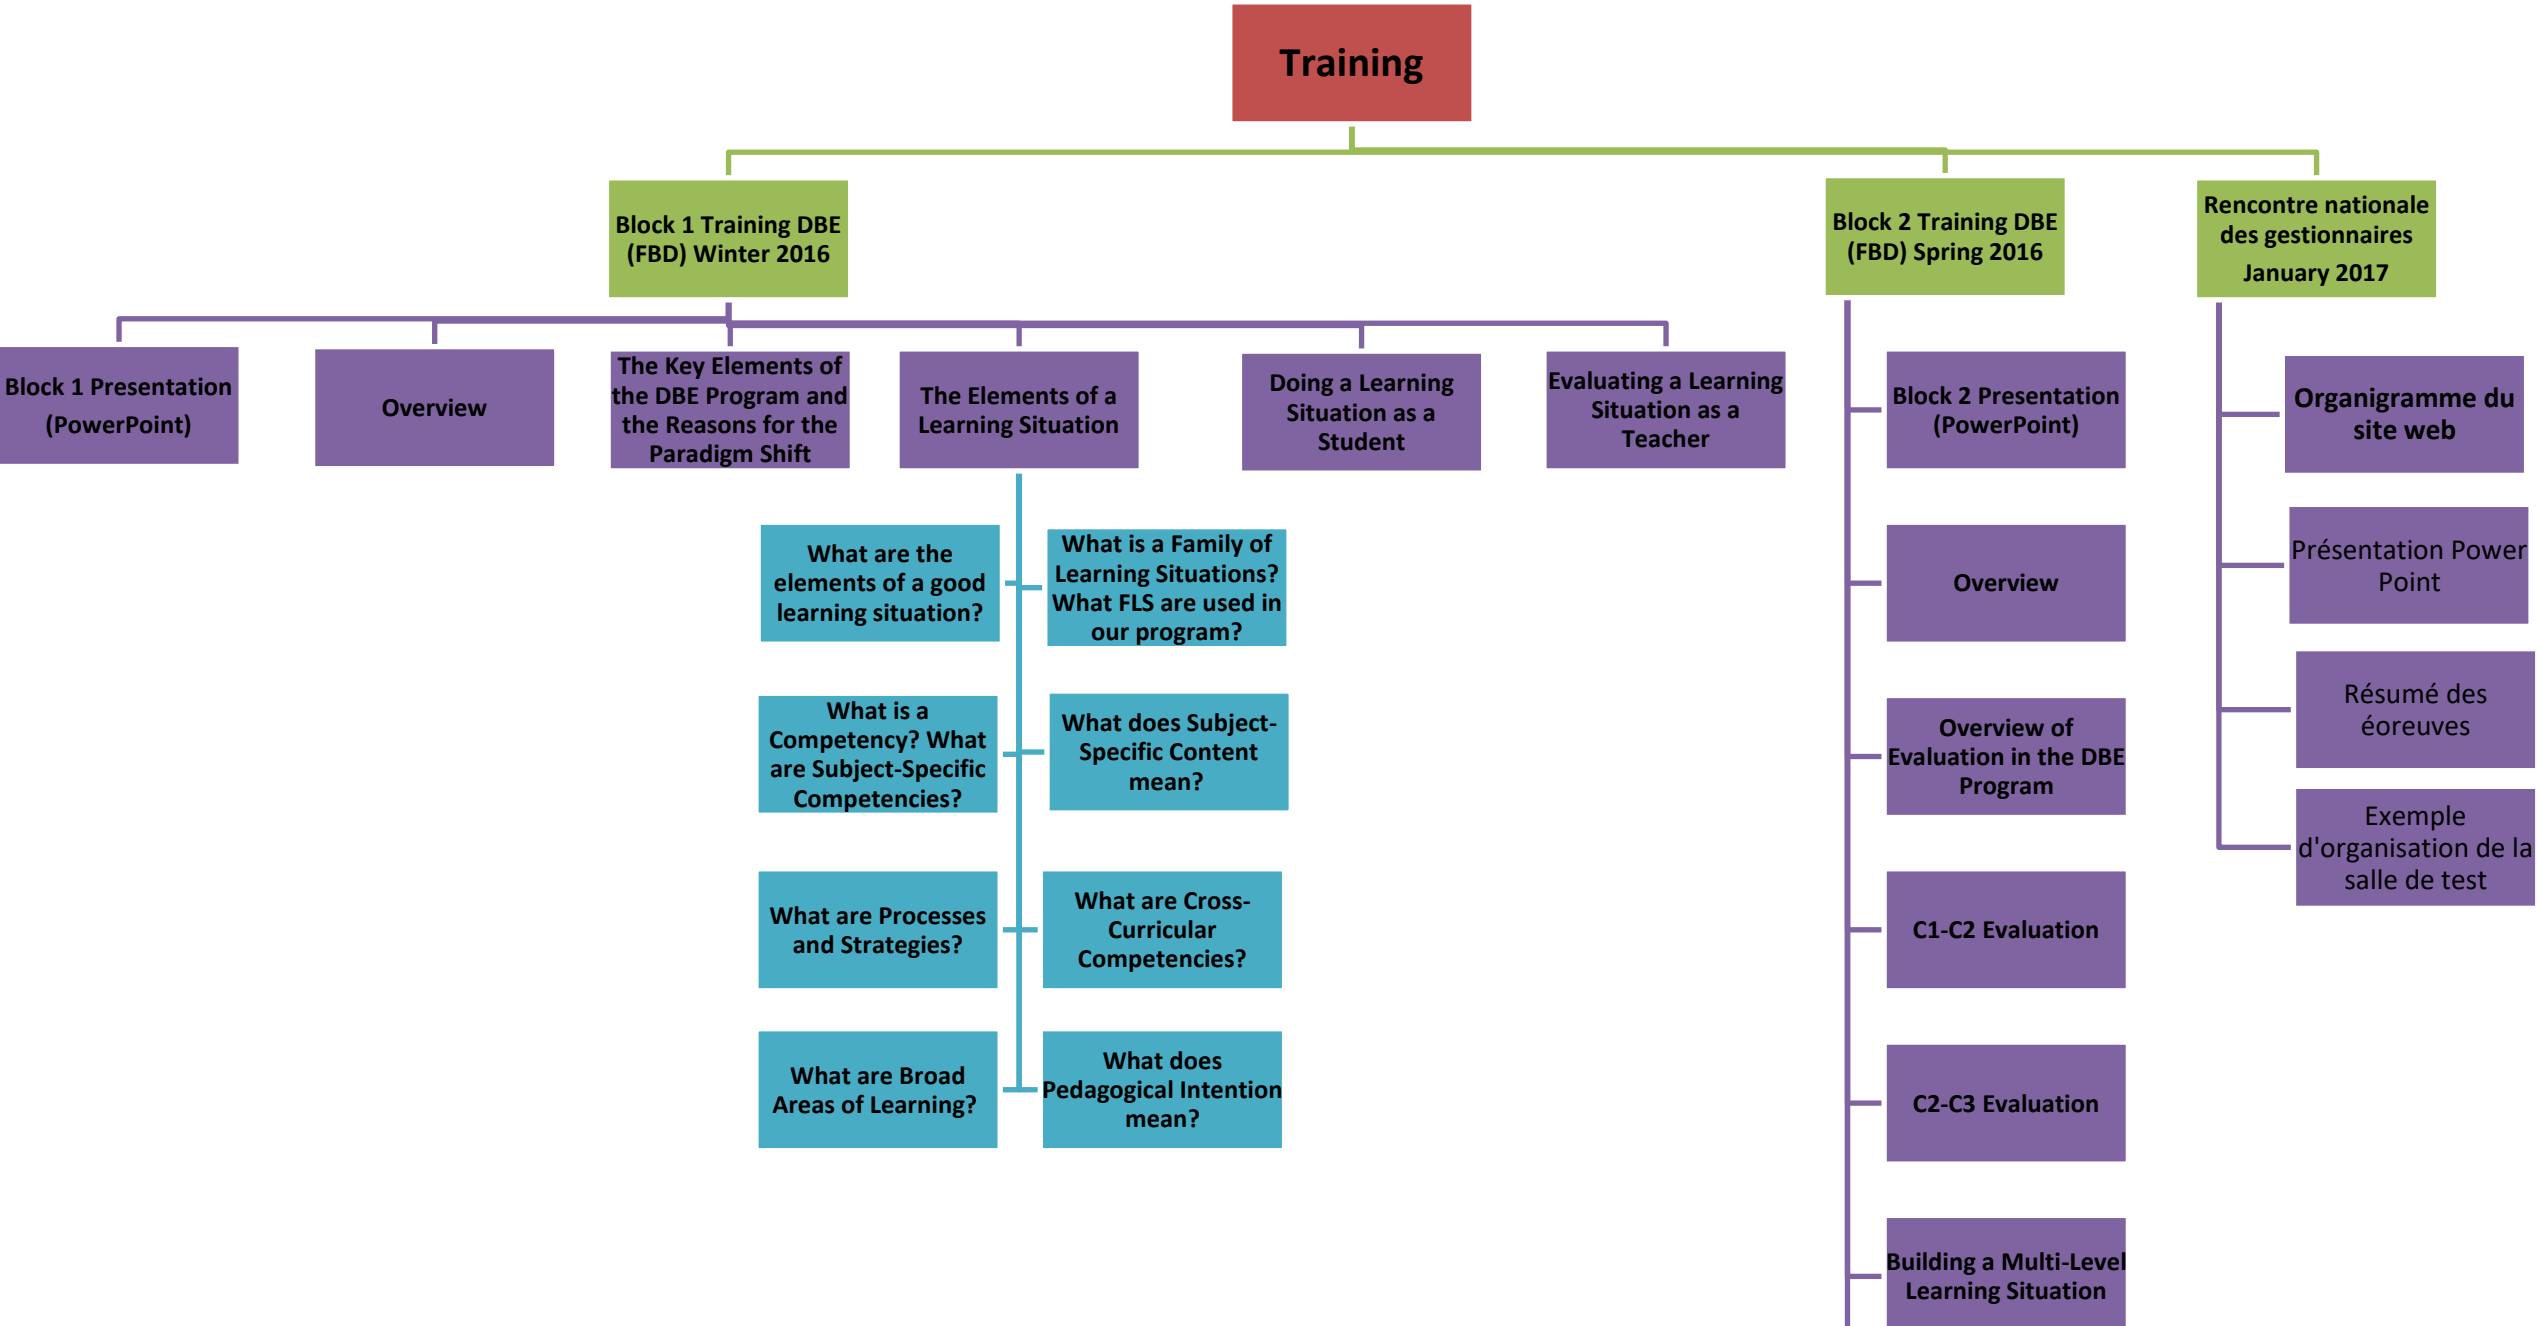 Training
Block 1 Training DBE
(FBD) Winter 2016
Block 2 Training DBE
(FBD) Spring 2016
Rencontre nationale
des gestionnaires
January 2017
Block 1 Presentation
(PowerPoint)
Overview
The Key Elements of
the DBE Program and
the Reasons for the
Paradigm Shift
The Elements of a
Learning Situation
Doing a Learning
Situation as a
Student
Evaluating a Learning
Situation as a
Teacher
What are the
elements of a good
learning situation?
What is a Family of
Learning Situations?
What FLS are used in
our program?
What is a
Competency? What
are Subject-Specific
Competencies?
What does Subject-
Specific Content
mean?
What are Processes
and Strategies?
What are Cross-
Curricular
Competencies?
What are Broad
Areas of Learning?
What does
Pedagogical Intention
mean?
Block 2 Presentation
(PowerPoint)
Overview
Overview of
Evaluation in the DBE
Program
C1-C2 Evaluation
C2-C3 Evaluation
Building a Multi-Level
Learning Situation
Organigramme du
site web
Présentation Power
Point
Résumé des
éoreuves
Exemple
d'organisation de la
salle de test